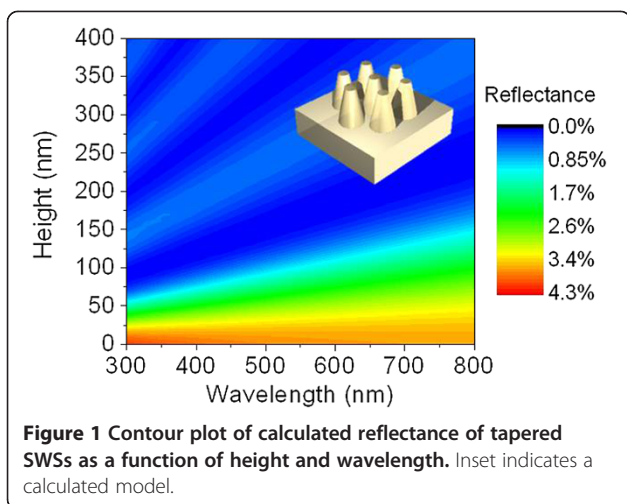 400
350
300
250
200
150
100
50
0
Height (nm)
300 400 500 600 700 800
Wavelength (nm)
Reflectance
0.0%
0.85%
1.7%
2.6%
3.4%
4.3%
Figure 1 Contour plot of calculated reflectance of tapered
SWSs as a function of height and wavelength. Inset indicates a
calculated model.